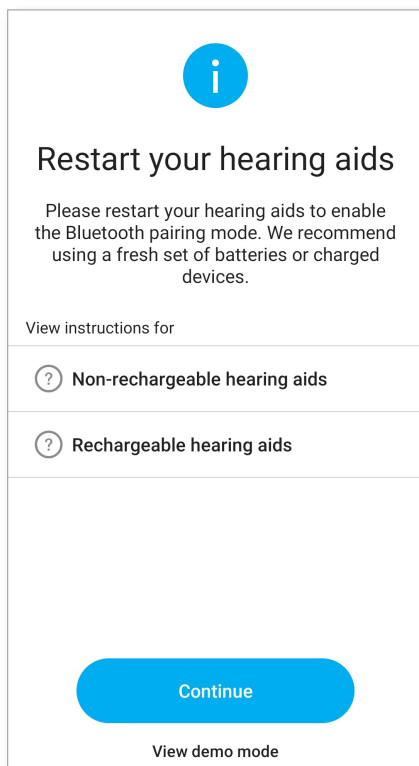 i
Restart your hearing aids
Please restart your hearing aids to enable
the Bluetooth pairing mode. We recommend
using a fresh set of batteries or charged
devices.
View instructions for
? Non-rechargeable hearing aids
? Rechargeable hearing aids
Continue
View demo mode